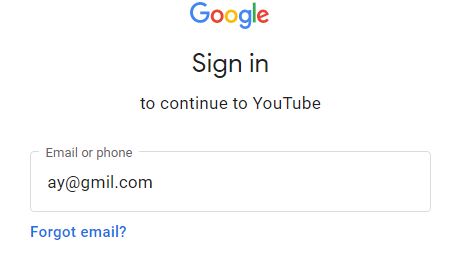 Google
Sign in
to continue to YouTube
Email or phone
ay@gmil.com
Forgot email?